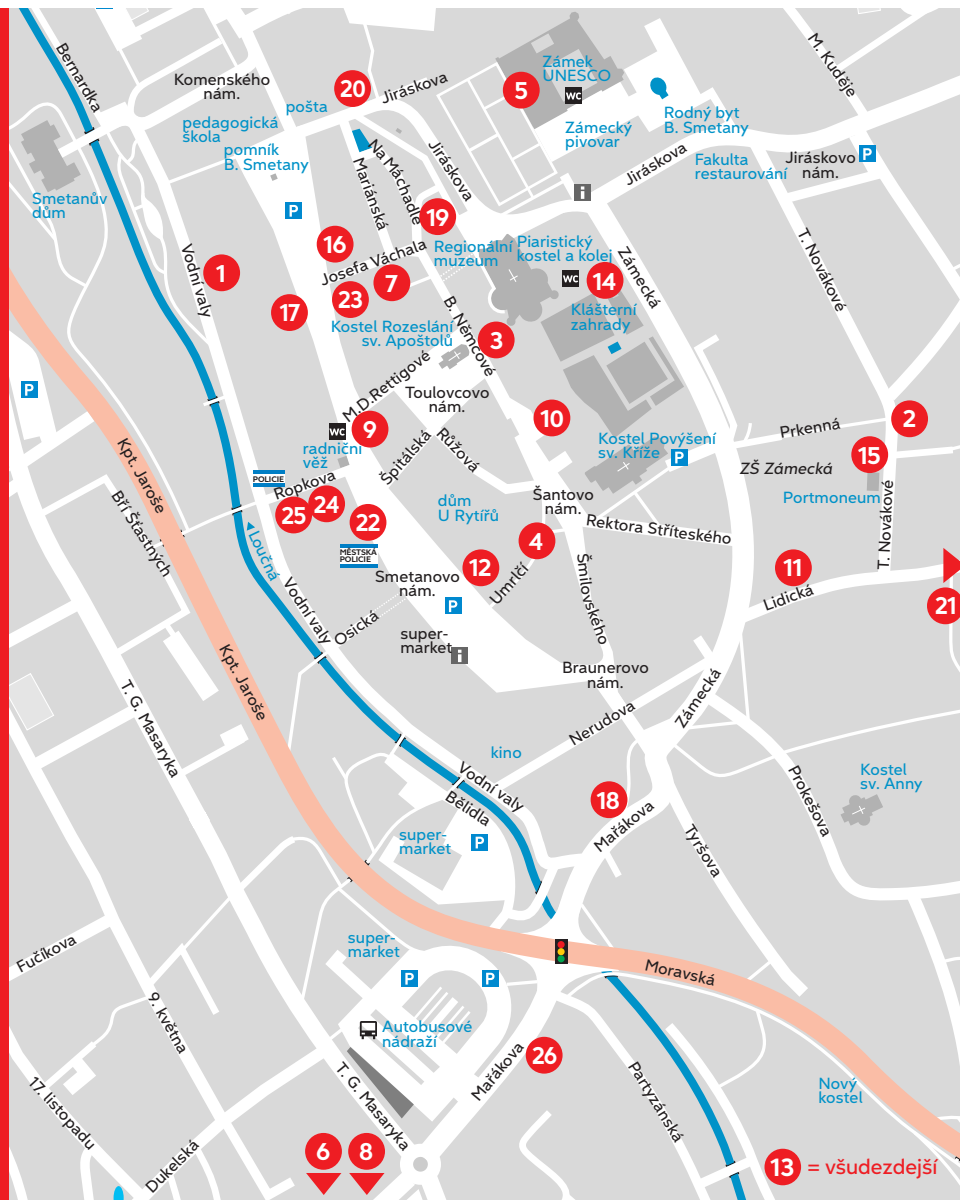 Bernardka
Komenského
nám.
20
Jiráskova
5
Zámek
UNESCO
WC
M. Kuděje
pošta
pedagogická
škola
pomník
B. Smetany
Zámecký
pivovar
Rodný byt
B. Smetany
Na Máchadle
Mariánská
Jiráskova
Jiráskova
Fakulta
restaurování
Jiráskovo
nám.
P
Smetanův
dům
P
i
19
16
Josefa Váchala
Regionální
muzeum
Piaristický
kostel a kolej
Zámecká
T. Novákové
Vodní valy
1
7
WC
14
17
23
Kostel Rozeslání
sv. Apoštolů
B. Němcové
3
Klášterní
zahrady
P
M.D.Rettigové
Toulovcovo
nám.
10
Kpt. Jaroše
WC
9
radniční
věž
Špitálská
Růžová
Kostel Povýšení
sv. Kříže
P
Prkenná
2
15
ZŠ Zámecká
Portmoneum
POLICIE
Ropkova
Bří Šťastných
25
24
22
dům
U Rytířů
Šantovo
nám.
Rektora Stříteského
T. Novákové
Loučná
MĚSTSKÁ
POLICIE
4
12
Smetanovo
nám.
Umrlčí
Šmilovského
11
Lidická
21
Vodní valy
Osická
P
super-
market
i
Kpt. Jaroše
Braunerovo
nám.
T. G. Masaryka
Nerudova
Zámecká
kino
Vodní valy
Bělidla
18
Mařákova
Prokešova
Kostel
sv. Anny
super-
market
P
Tyršova
Fučíkova
super-
market
P
P
Moravská
9. května
Autobusové
nádraží
Mařákova
26
T. G. Masaryka
Partyzánská
Nový
kostel
17. listopadu
Dukelská
6
8
13 = všudezdejší